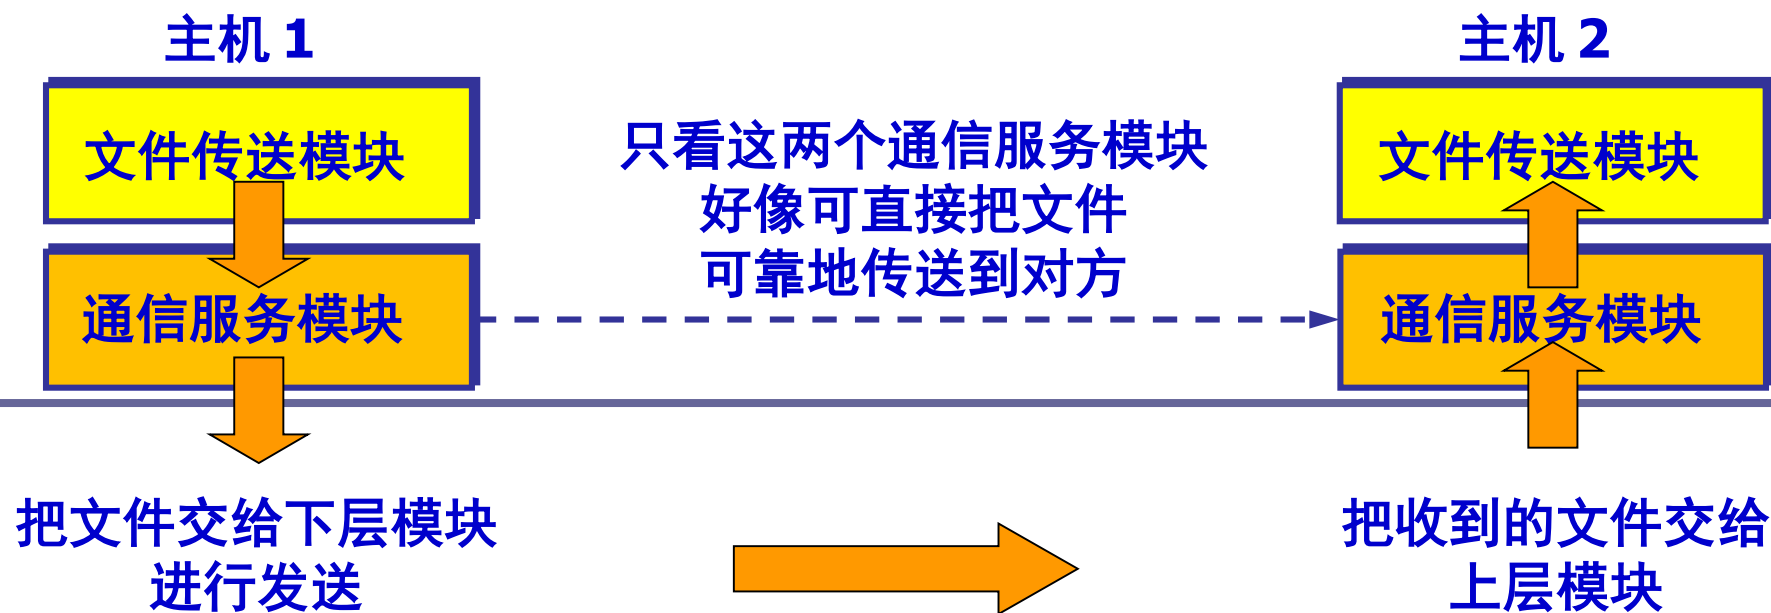 主机 1
主机 2
文件传送模块
只看这两个通信服务模块
好像可直接把文件
可靠地传送到对方
文件传送模块
通信服务模块
通信服务模块
把文件交给下层模块
进行发送
把收到的文件交给
上层模块